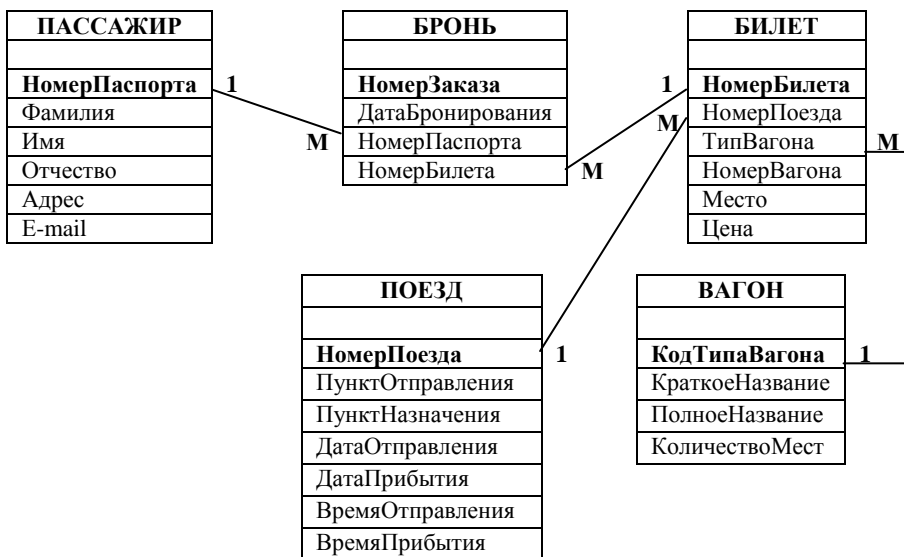 ПАССАЖИР
НомерПаспорта 1
Фамилия
Имя
Отчество
Адрес
E-mail
БРОНЬ
НомерЗаказа
ДатаБронирования
М НомерПаспорта
НомерБилета М
БИЛЕТ
1 НомерБилета
М НомерПоезда
ТипВагона М
НомерВагона
Место
Цена
ПОЕЗД
НомерПоезда 1
ПунктОтправления
ПунктНазначения
ДатаОтправления
ДатаПрибытия
ВремяОтправления
ВремяПрибытия
ВАГОН
КодТипаВагона 1
КраткоеНазвание
ПолноеНазвание
КоличествоМест